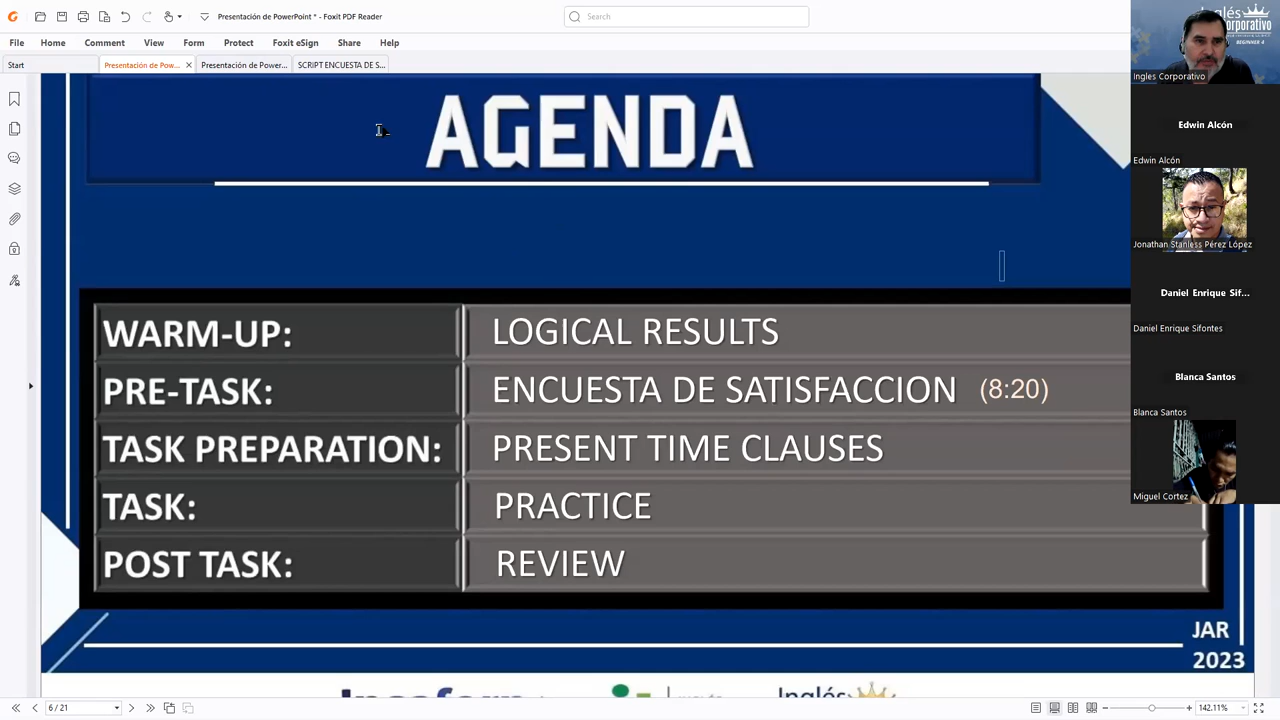 Presentación de PowerPoint * - Foxit PDF Reader
Search
File Home Comment View Form Protect Foxit eSign Share Help
Start Presentación de Pow... Presentación de Power... SCRIPT ENCUESTA DE S...
AGENDA
WARM-UP: LOGICAL RESULTS
PRE-TASK: ENCUESTA DE SATISFACCION (8:20)
TASK PREPARATION: PRESENT TIME CLAUSES
TASK: PRACTICE
POST TASK: REVIEW
JAR
2023
Inglés
BEGINNER 4
Ingles Corporativo
Edwin Alcón
Edwin Alcón
Jonathan Stanless Pérez López
Daniel Enrique Sif...
Daniel Enrique Sifontes
Blanca Santos
Blanca Santos
Miguel Cortez
6 / 21
142.11%